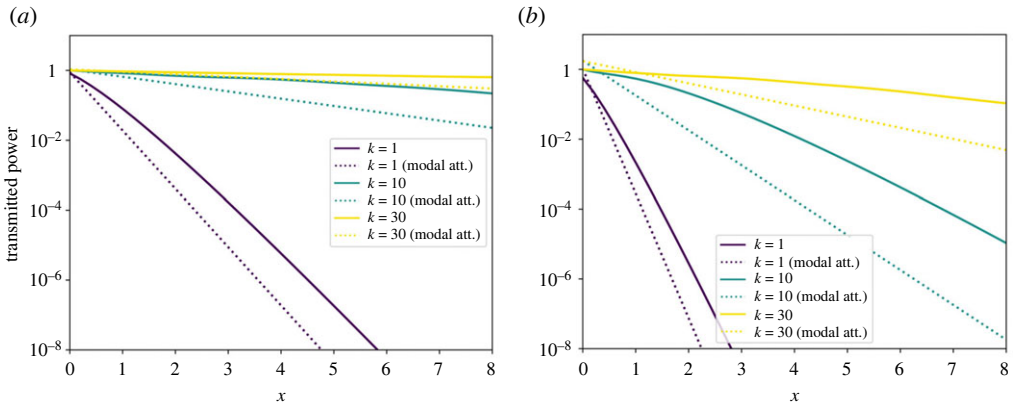 (a)
(b)
transmitted power
1
10⁻²
10⁻⁴
10⁻⁶
10⁻⁸
k = 1
k = 1 (modal att.)
k = 10
k = 10 (modal att.)
k = 30
k = 30 (modal att.)
0 1 2 3 4 5 6 7 8
x
1
10⁻²
10⁻⁴
10⁻⁶
10⁻⁸
k = 1
k = 1 (modal att.)
k = 10
k = 10 (modal att.)
k = 30
k = 30 (modal att.)
0 1 2 3 4 5 6 7 8
x